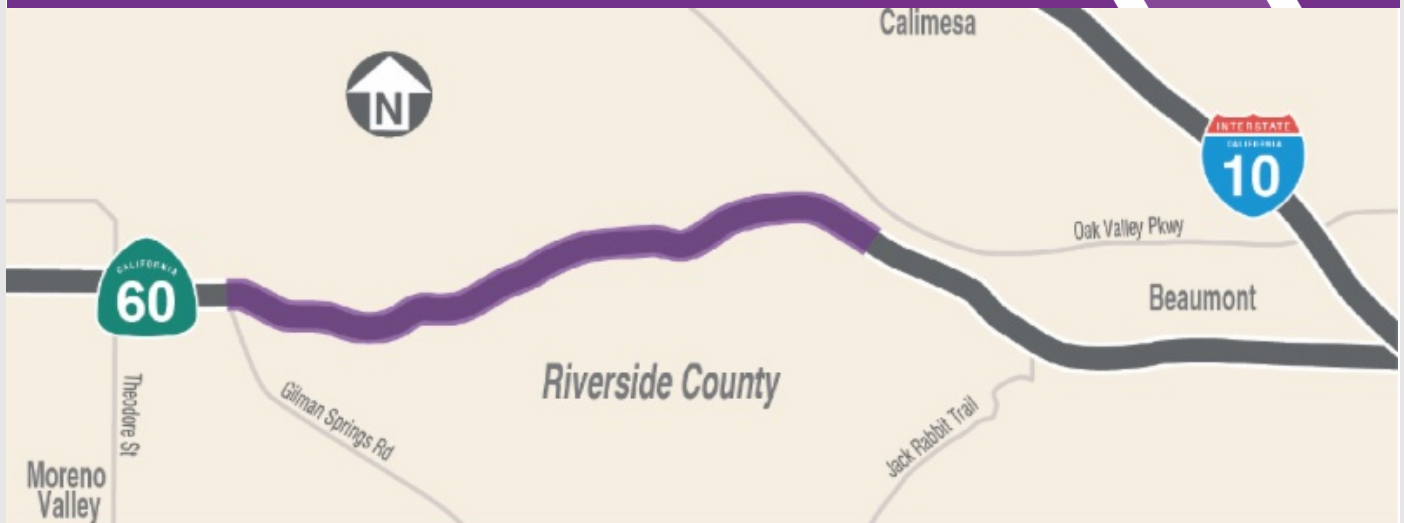 Calimesa
N
INTERSTATE
CALIFORNIA
10
Oak Valley Pkwy
CALIFORNIA
60
Beaumont
Riverside County
Theodore St
Gilman Springs Rd
Jack Rabbit Trail
Moreno
Valley